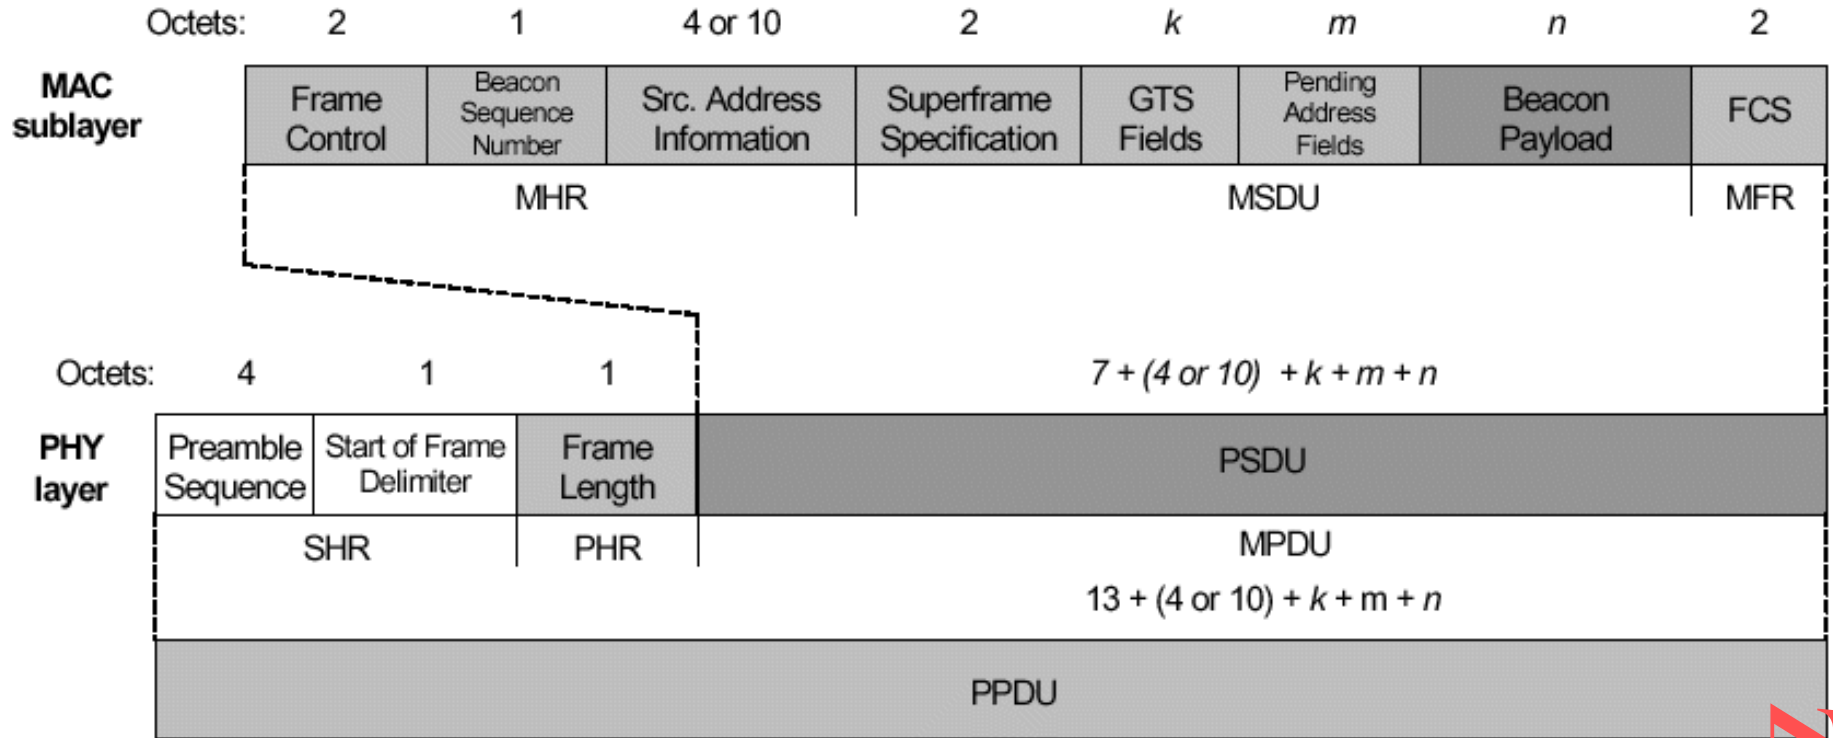 Octets: 2 1 4 or 10 2 k m n 2
MAC
sublayer
Frame
Control
Beacon
Sequence
Number
Src. Address
Information
Superframe
Specification
GTS
Fields
Pending
Address
Fields
Beacon
Payload
FCS
MHR MSDU MFR
Octets: 4 1 1 7 + (4 or 10) + k + m + n
PHY
layer
Preamble
Sequence
Start of Frame
Delimiter
Frame
Length
PSDU
SHR PHR MPDU
13 + (4 or 10) + k + m + n
PPDU